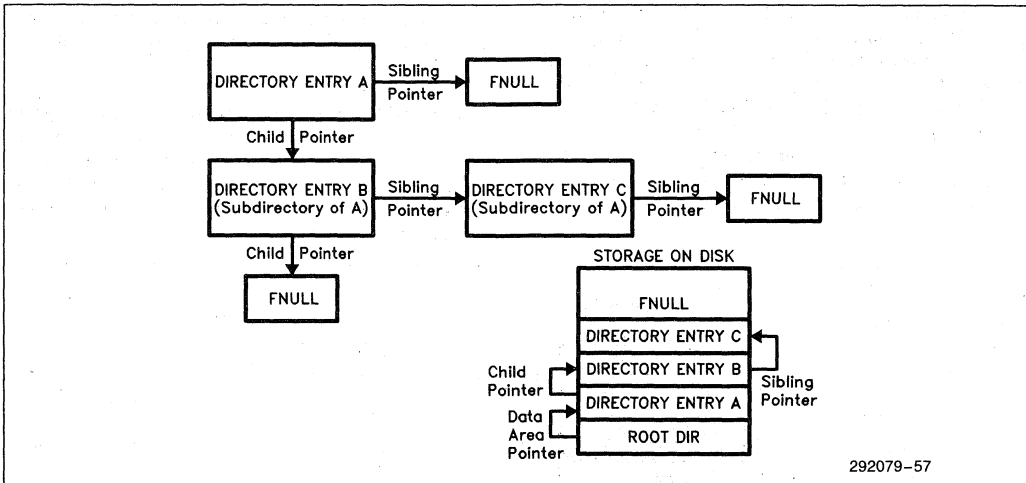 DIRECTORY ENTRY A
Sibling
Pointer
FNULL
Child Pointer
DIRECTORY ENTRY B
(Subdirectory of A)
Sibling
Pointer
DIRECTORY ENTRY C
(Subdirectory of A)
Sibling
Pointer
FNULL
Child Pointer
FNULL
STORAGE ON DISK
FNULL
DIRECTORY ENTRY C
DIRECTORY ENTRY B
Child
Pointer
Sibling
Pointer
DIRECTORY ENTRY A
Data
Area
Pointer
ROOT DIR
292079-57